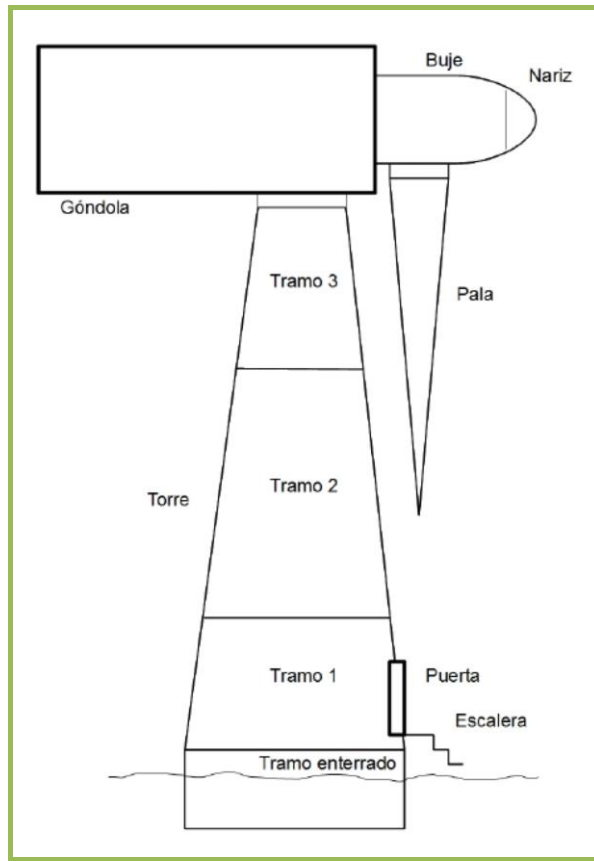 Buje
Nariz
Góndola
Tramo 3
Pala
Tramo 2
Torre
Tramo 1
Puerta
Escalera
Tramo enterrado